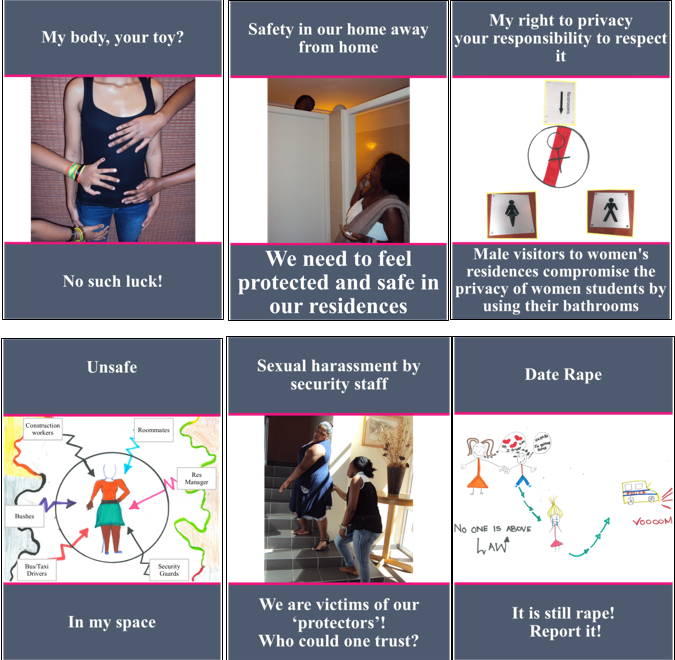 My body, your toy?
No such luck!
Safety in our home away
from home
We need to feel
protected and safe in
our residences
My right to privacy
your responsibility to respect
it
Restrooms
Male visitors to women's
residences compromise the
privacy of women students by
using their bathrooms
Unsafe
Construction
workers
Roommates
Res
Manager
Bushes
Bus/Taxi
Drivers
Security
Guards
In my space
Sexual harassment by
security staff
We are victims of our
'protectors'!
Who could one trust?
Date Rape
NO ONE IS ABOVE
LAW
VOOOM
It is still rape!
Report it!